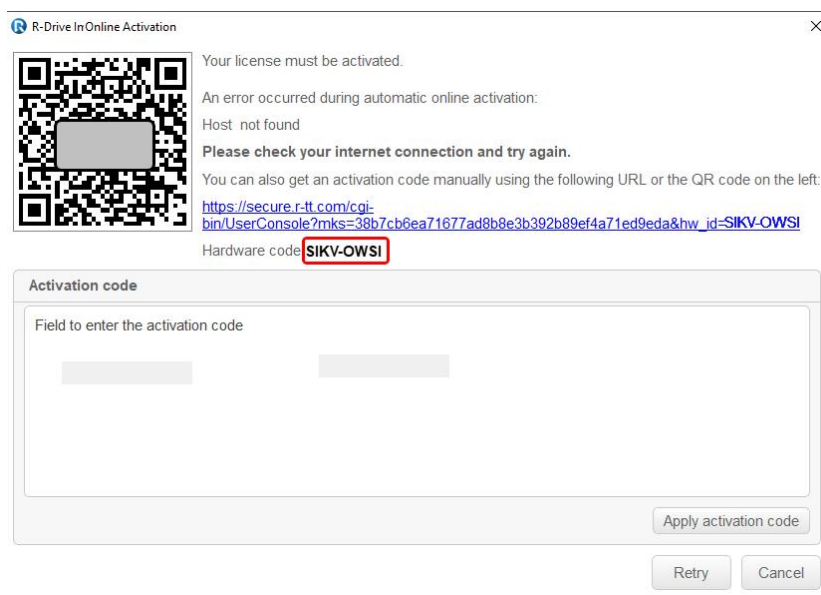 R-Drive InOnline Activation
Your license must be activated.
An error occurred during automatic online activation:
Host not found
Please check your internet connection and try again.
You can also get an activation code manually using the following URL or the QR code on the left:
https://secure.r-tt.com/cgi-
bin/UserConsole?mks=38b7cb6ea71677ad8b8e3b392b89ef4a71ed9eda&hw_id=SIKV-OWSI
Hardware code SIKV-OWSI
Activation code
Field to enter the activation code
Apply activation code
Retry Cancel